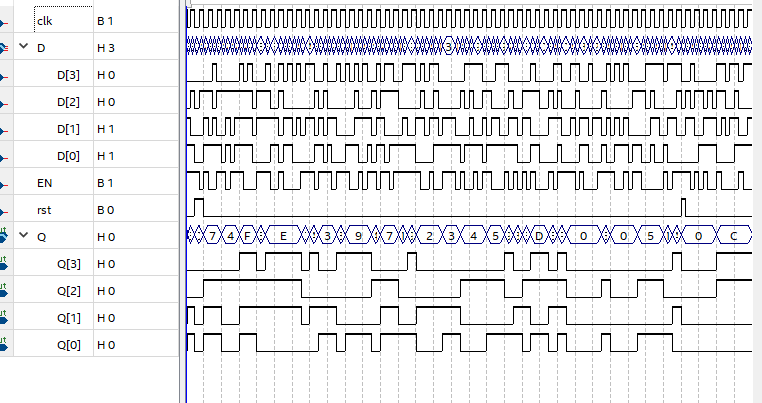 clk B 1
D H 3 3
D[3] H 0
D[2] H 0
D[1] H 1
D[0] H 1
EN B 1
rst B 0
Q H 0 7 4 F E 3 9 7 2 3 4 5 D 0 0 5 0 C
Q[3] H 0
Q[2] H 0
Q[1] H 0
Q[0] H 0